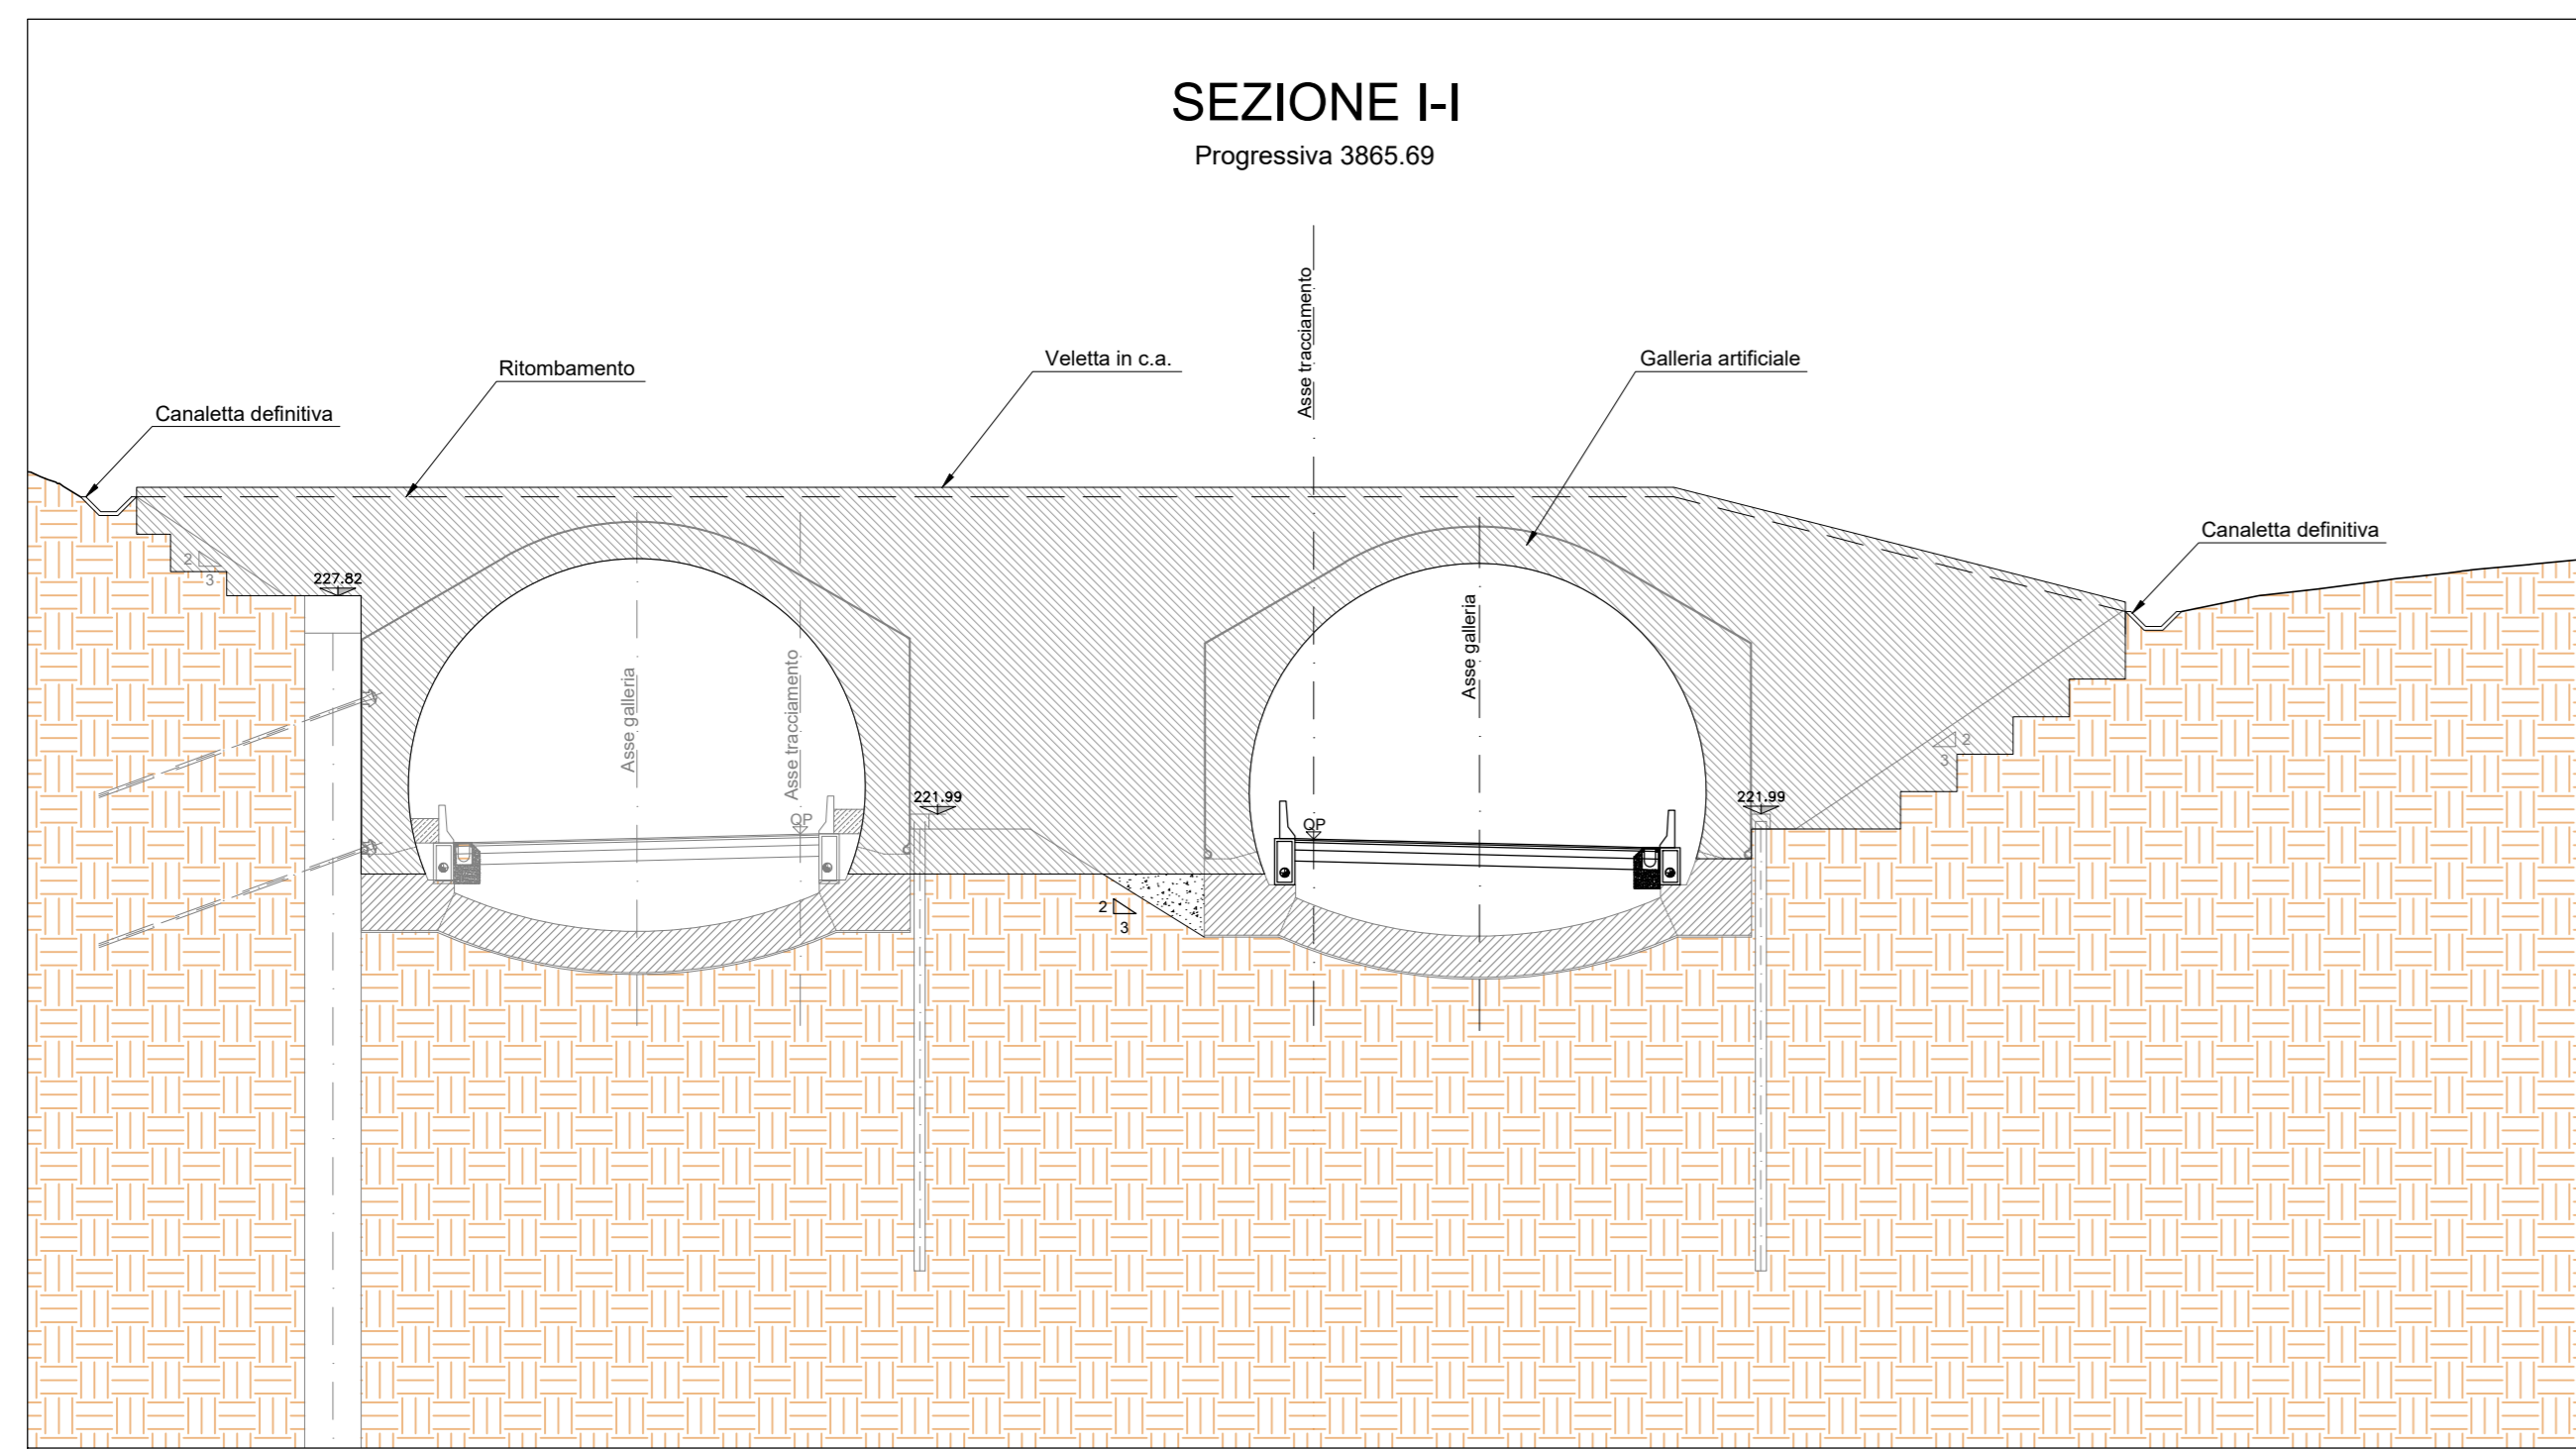 SEZIONE I-I
Progressiva 3865.69
Asse tracciamento
Ritombamento
Veletta in c.a.
Galleria artificiale
Canaletta definitiva
Canaletta definitiva
2
3
227.82
Asse galleria
Asse tracciamento
Asse galleria
2
3
221.99
221.99
QP
QP
2
3